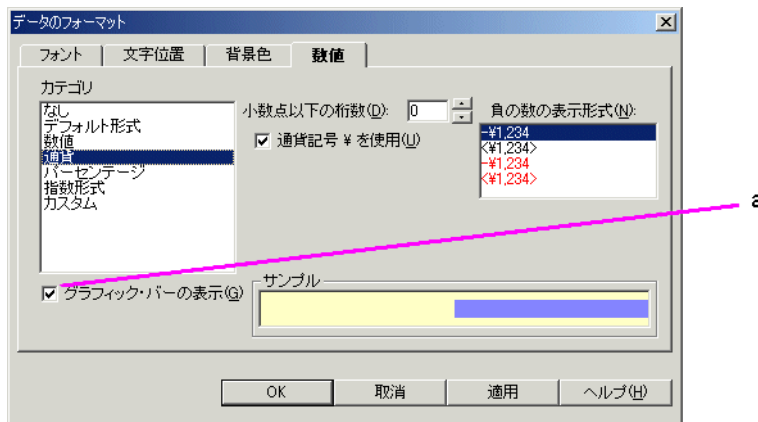 データのフォーマット
フォント 文字位置 背景色 数値
カテゴリ
なし
デフォルト形式
数値
通貨
パーセンテージ
指数形式
カスタム
小数点以下の桁数(D): 0
通貨記号 ¥ を使用(U)
負の数の表示形式(N):
-¥1,234
<¥1,234>
-¥1,234
<¥1,234>
a
グラフィック・バーの表示(G)
サンプル
OK 取消 適用 ヘルプ(H)